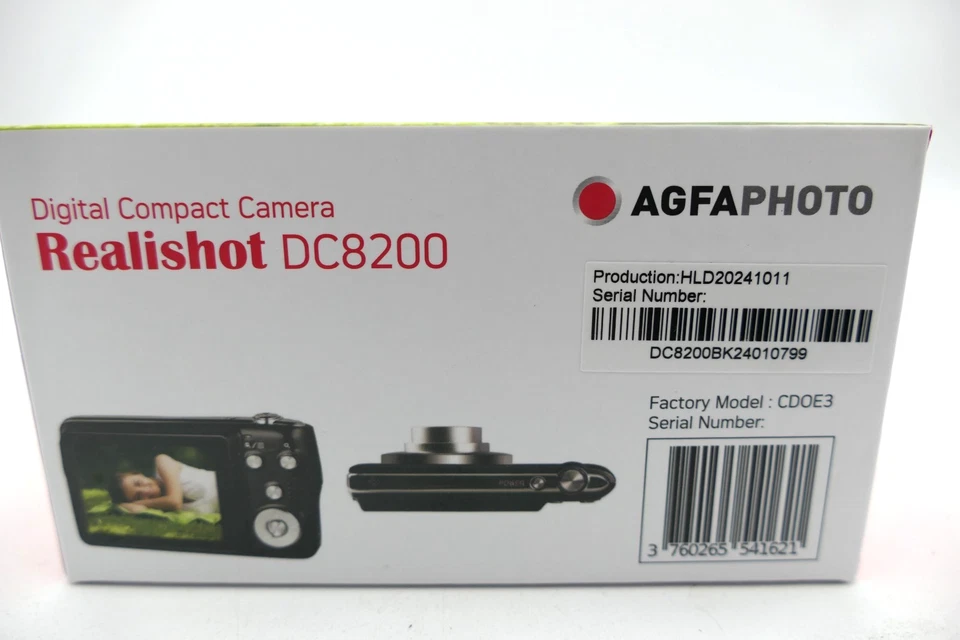 Digital Compact Camera
Realishot DC8200
AGFAPHOTO
Production:HLD20241011
Serial Number:
DC8200BK24010799
Factory Model : CDOE3
Serial Number:
3 760265 541621
POWER